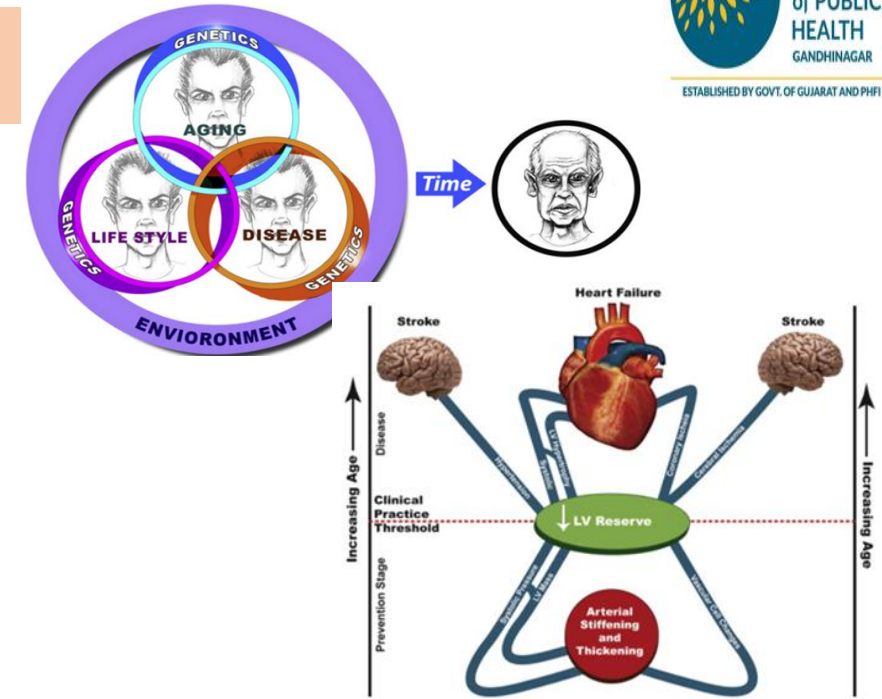 of PUBLIC
HEALTH
GANDHINAGAR
ESTABLISHED BY GOVT. OF GUJARAT AND PHFI
GENETICS
AGING
GENETICS
LIFE STYLE
DISEASE
GENETICS
ENVIORONMENT
Time
Heart Failure
Stroke
Stroke
Increasing Age
Disease
Hypertension
Systolic
LV Hypertrophy
Coronary Ischeia
Cerebral Ischemia
Increasing Age
Clinical
Practice
Threshold
↓ LV Reserve
Prevention Stage
Systolic Pressure
LV Mass
Vascular Cell Changes
Arterial
Stiffening
and
Thickening